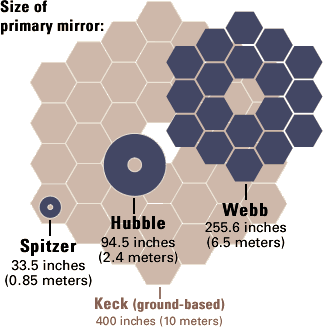 Size of
primary mirror:
Spitzer
33.5 inches
(0.85 meters)
Hubble
94.5 inches
(2.4 meters)
Webb
255.6 inches
(6.5 meters)
Keck (ground-based)
400 inches (10 meters)